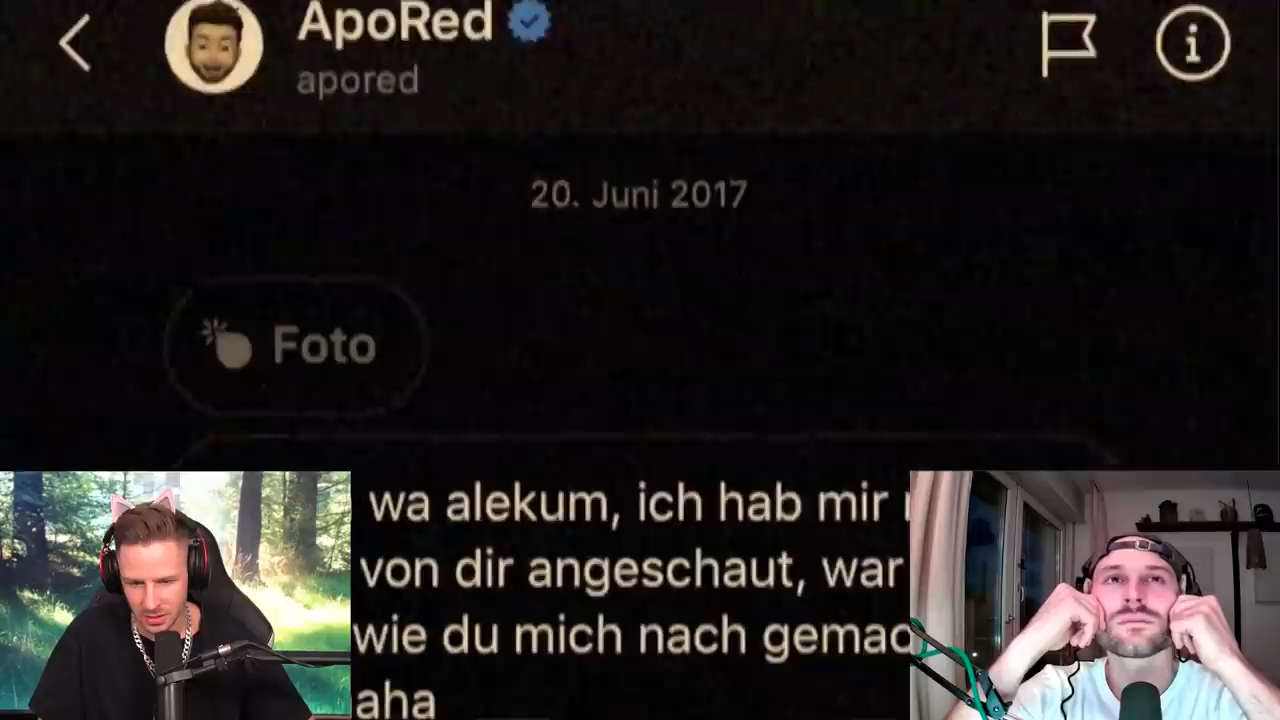 ApoRed
apored
20. Juni 2017
Foto
wa alekum, ich hab mir
von dir angeschaut, war
wie du mich nach gemac
aha